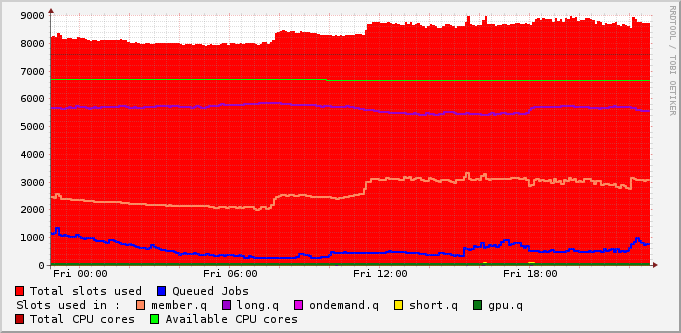 9000
8000
7000
6000
5000
4000
3000
2000
1000
0
Fri 00:00 Fri 06:00 Fri 12:00 Fri 18:00
Total slots used Queued Jobs
Slots used in : member.q long.q ondemand.q short.q gpu.q
Total CPU cores Available CPU cores
RRDTOOL / TOBI OETIKER